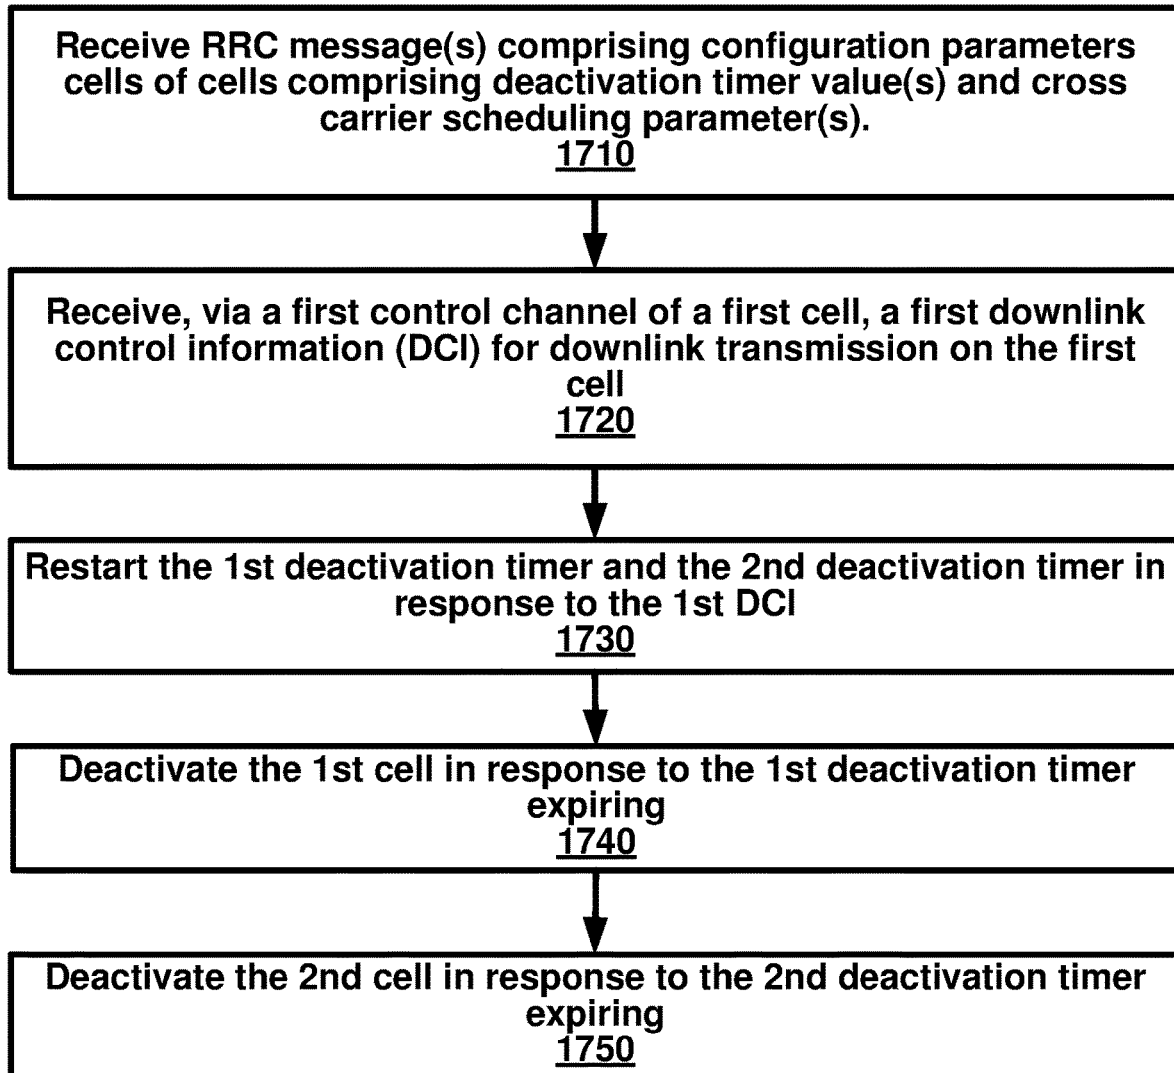 Receive RRC message(s) comprising configuration parameters
cells of cells comprising deactivation timer value(s) and cross
carrier scheduling parameter(s).
1710
Receive, via a first control channel of a first cell, a first downlink
control information (DCI) for downlink transmission on the first
cell
1720
Restart the 1st deactivation timer and the 2nd deactivation timer in
response to the 1st DCI
1730
Deactivate the 1st cell in response to the 1st deactivation timer
expiring
1740
Deactivate the 2nd cell in response to the 2nd deactivation timer
expiring
1750